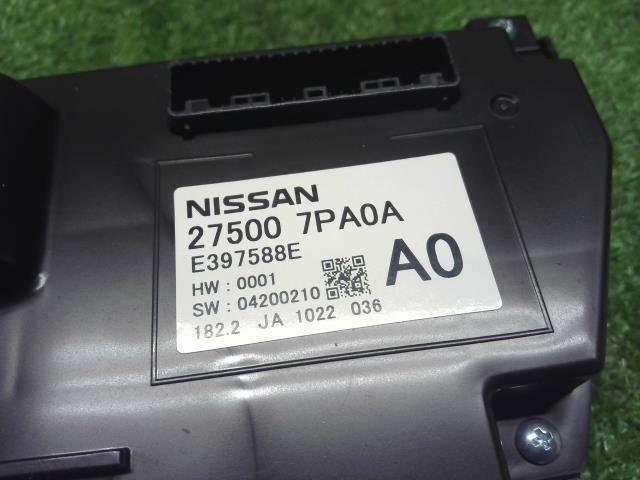 NISSAN
27500 7PA0A
E397588E
A0
HW : 0001
SW : 04200210
182.2 JA 1022 036